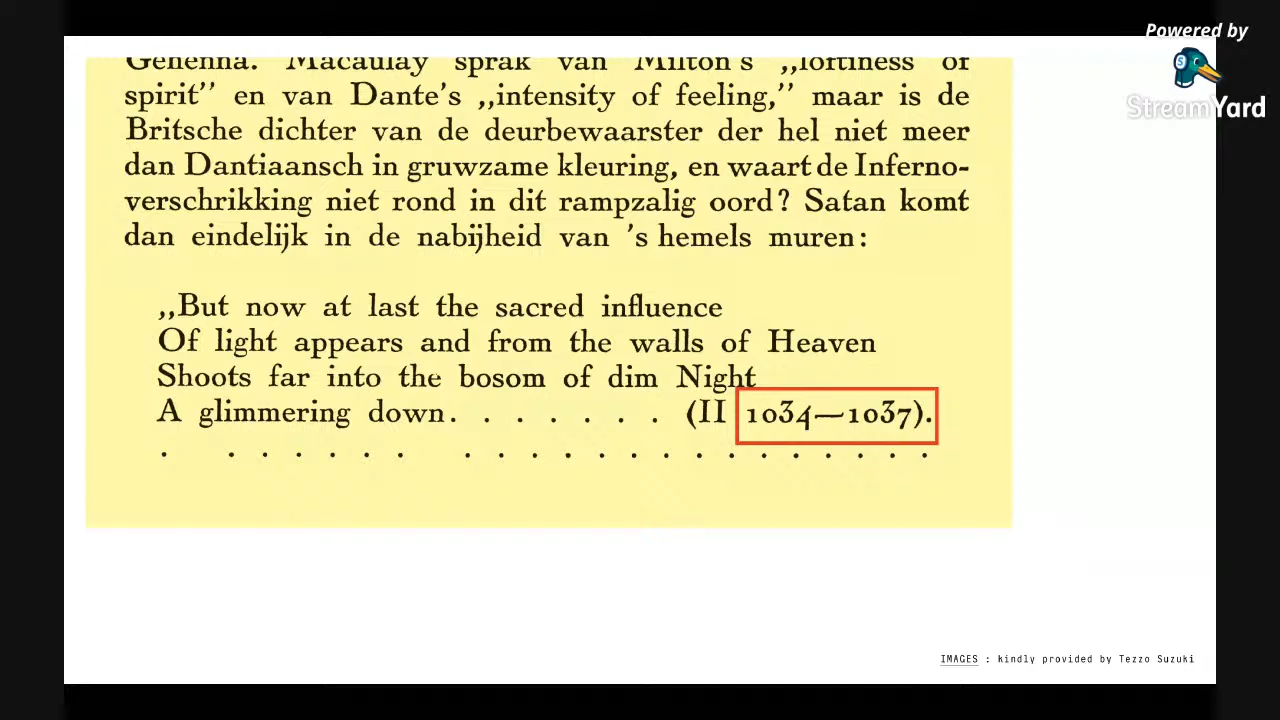 Powered by
StreamYard
Gehenna. Macaulay sprak van Milton's ,,loftiness of
spirit” en van Dante's ,,intensity of feeling,” maar is de
Britsche dichter van de deurbewaarster der hel niet meer
dan Dantiaansch in gruwzame kleuring, en waart de Inferno-
verschrikking niet rond in dit rampzalig oord? Satan komt
dan eindelijk in de nabijheid van 's hemels muren:
,,But now at last the sacred influence
Of light appears and from the walls of Heaven
Shoots far into the bosom of dim Night
A glimmering down. . . . . . . (II 1034—1037).
. . . . . . . . . . . . . . . . . . . . . .
IMAGES : kindly provided by Tezzo Suzuki